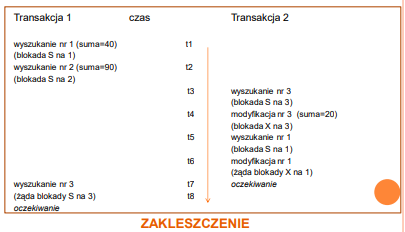 Transakcja 1 czas Transakcja 2
wyszukanie nr 1 (suma=40) t1
(blokada S na 1)
wyszukanie nr 2 (suma=90) t2
(blokada S na 2)
t3 wyszukanie nr 3
(blokada S na 3)
t4 modyfikacja nr 3 (suma=20)
(blokada X na 3)
t5 wyszukanie nr 1
(blokada S na 1)
t6 modyfikacja nr 1
(żąda blokady X na 1)
wyszukanie nr 3 t7 oczekiwanie
(żąda blokady S na 3) t8
oczekiwanie
ZAKLESZCZENIE